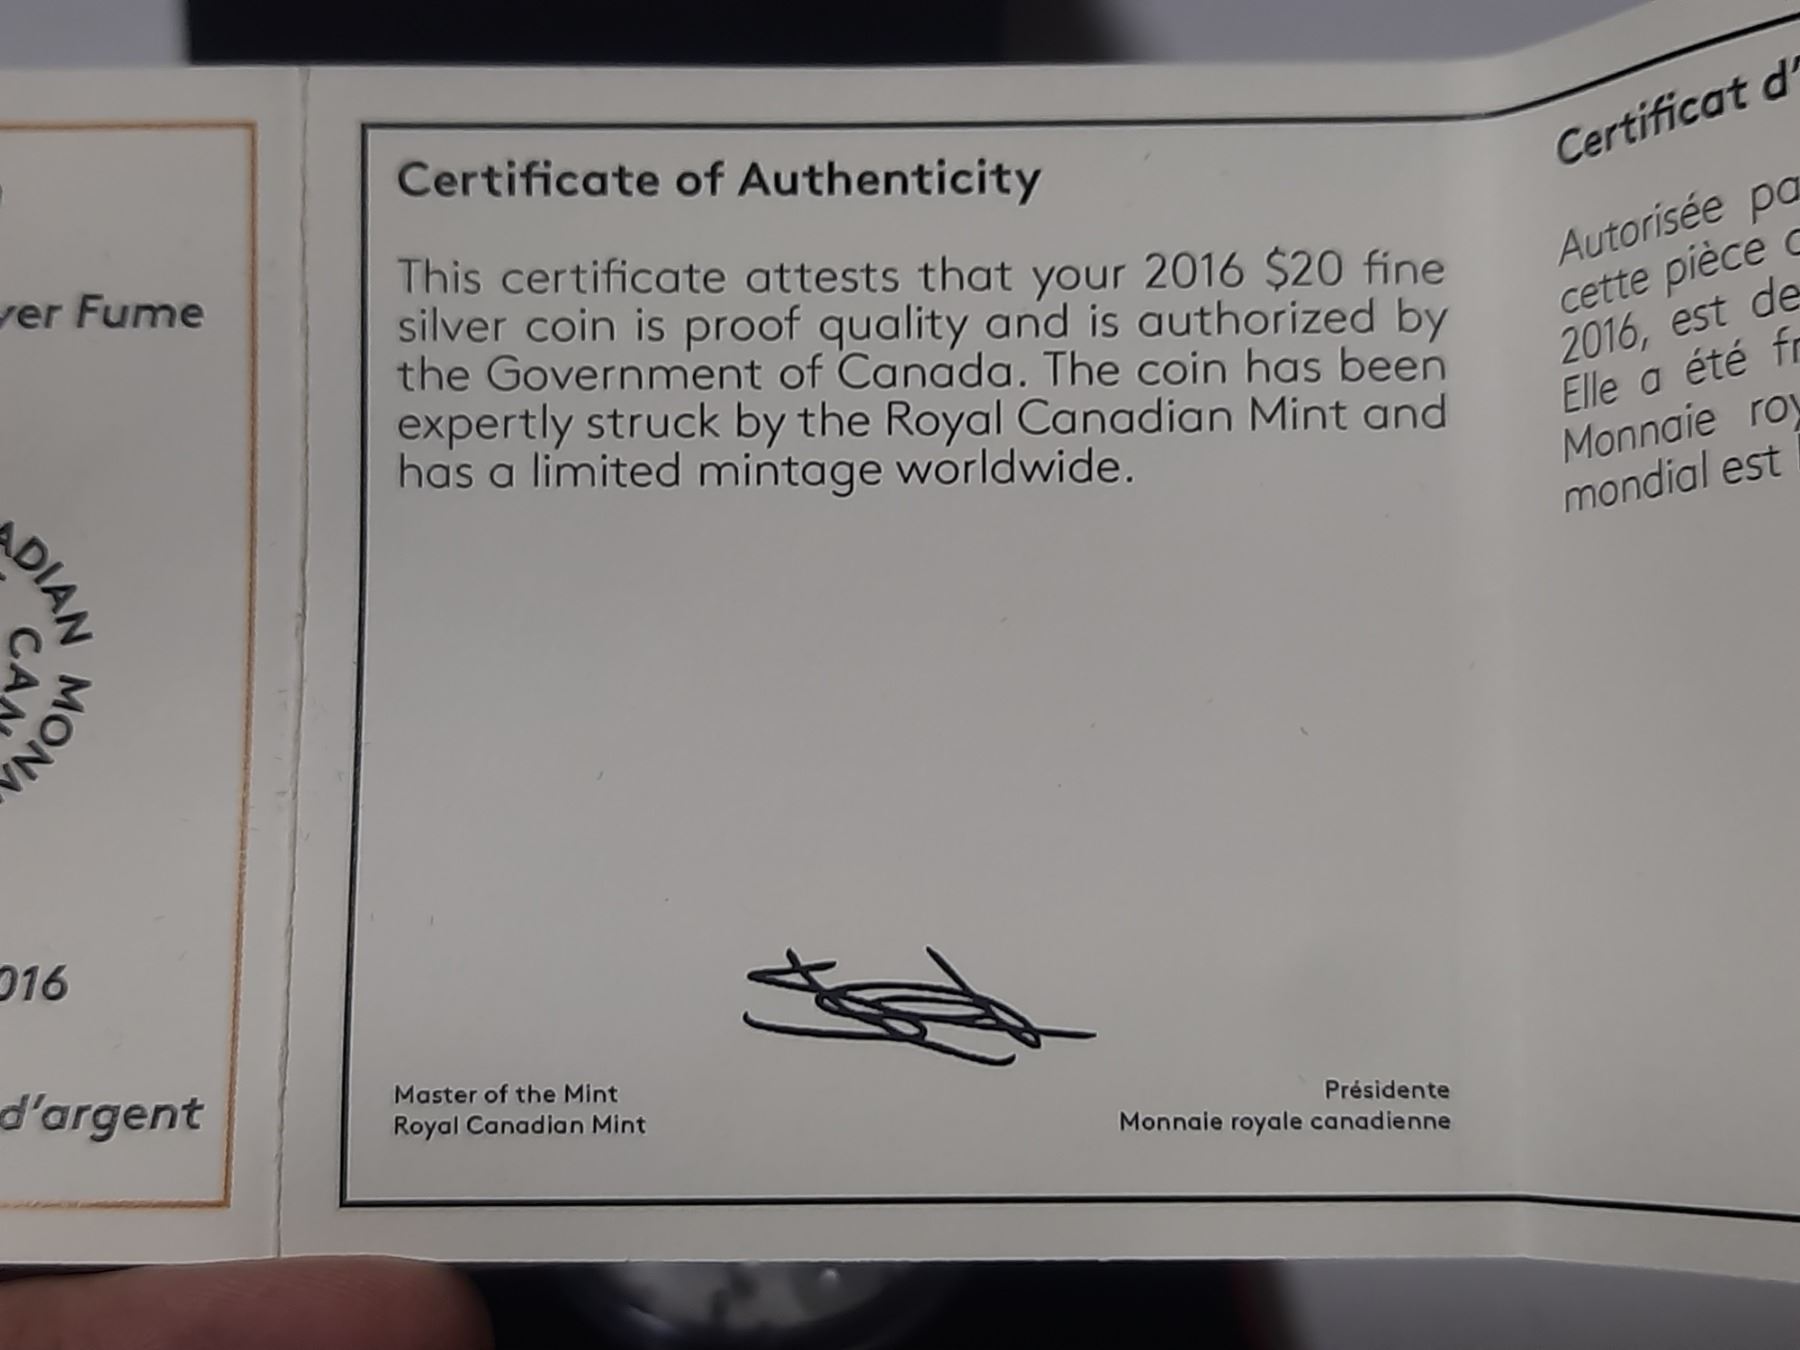 Fume
016
d'argent
CANADIAN MON
CAN
Certificate of Authenticity
This certificate attests that your 2016 $20 fine
silver coin is proof quality and is authorized by
the Government of Canada. The coin has been
expertly struck by the Royal Canadian Mint and
has a limited mintage worldwide.
Master of the Mint
Royal Canadian Mint
Présidente
Monnaie royale canadienne
Certificat d'
Autorisée pa
cette pièce
2016, est de
Elle a été fr
Monnaie roy
mondial est